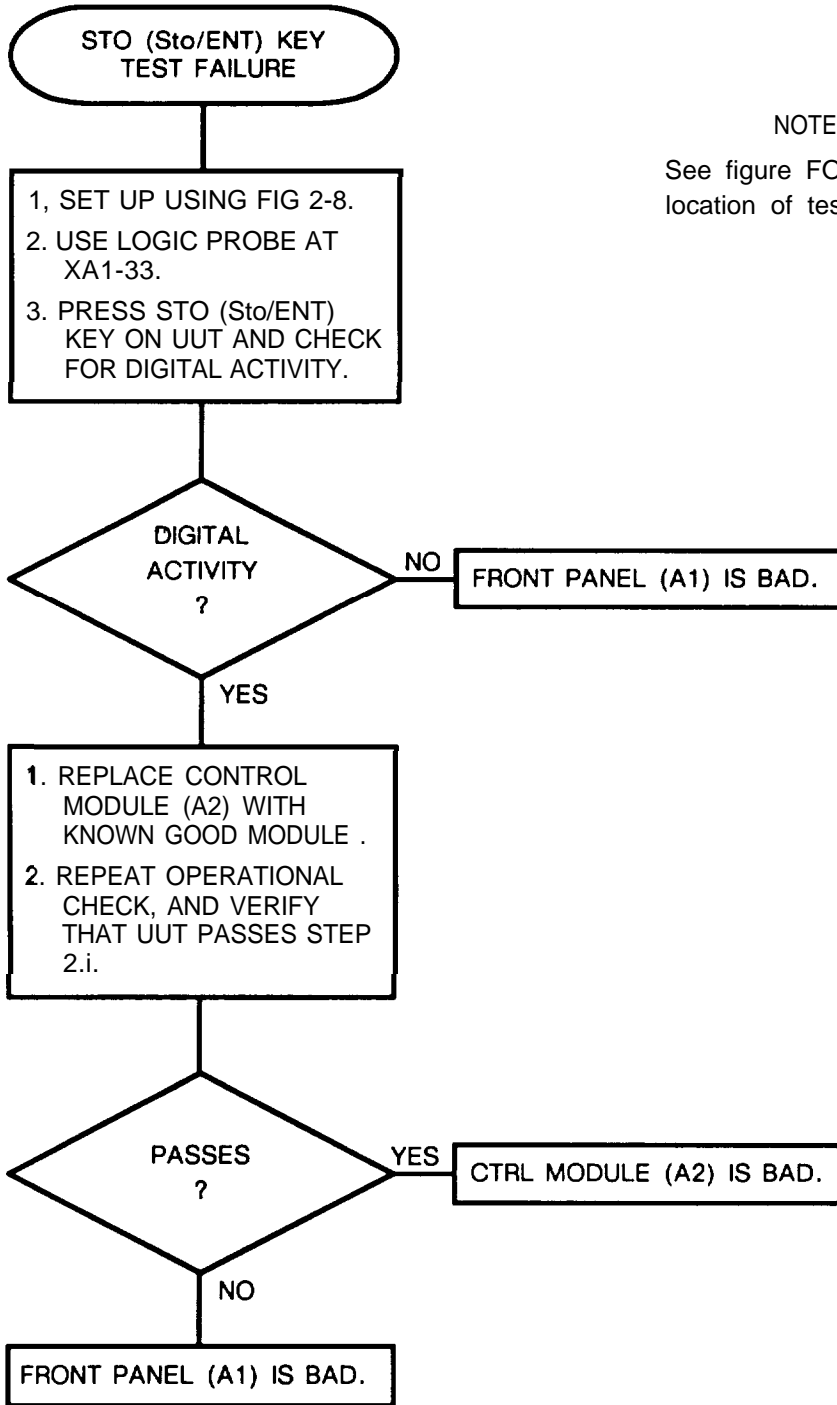 STO (Sto/ENT) KEY
TEST FAILURE
NOTE
See figure FO
location of tes
1, SET UP USING FIG 2-8.
2. USE LOGIC PROBE AT
XA1-33.
3. PRESS STO (Sto/ENT)
KEY ON UUT AND CHECK
FOR DIGITAL ACTIVITY.
DIGITAL
ACTIVITY
?
NO
FRONT PANEL (A1) IS BAD.
YES
1. REPLACE CONTROL
MODULE (A2) WITH
KNOWN GOOD MODULE .
2. REPEAT OPERATIONAL
CHECK, AND VERIFY
THAT UUT PASSES STEP
2.i.
PASSES
?
YES
CTRL MODULE (A2) IS BAD.
NO
FRONT PANEL (A1) IS BAD.